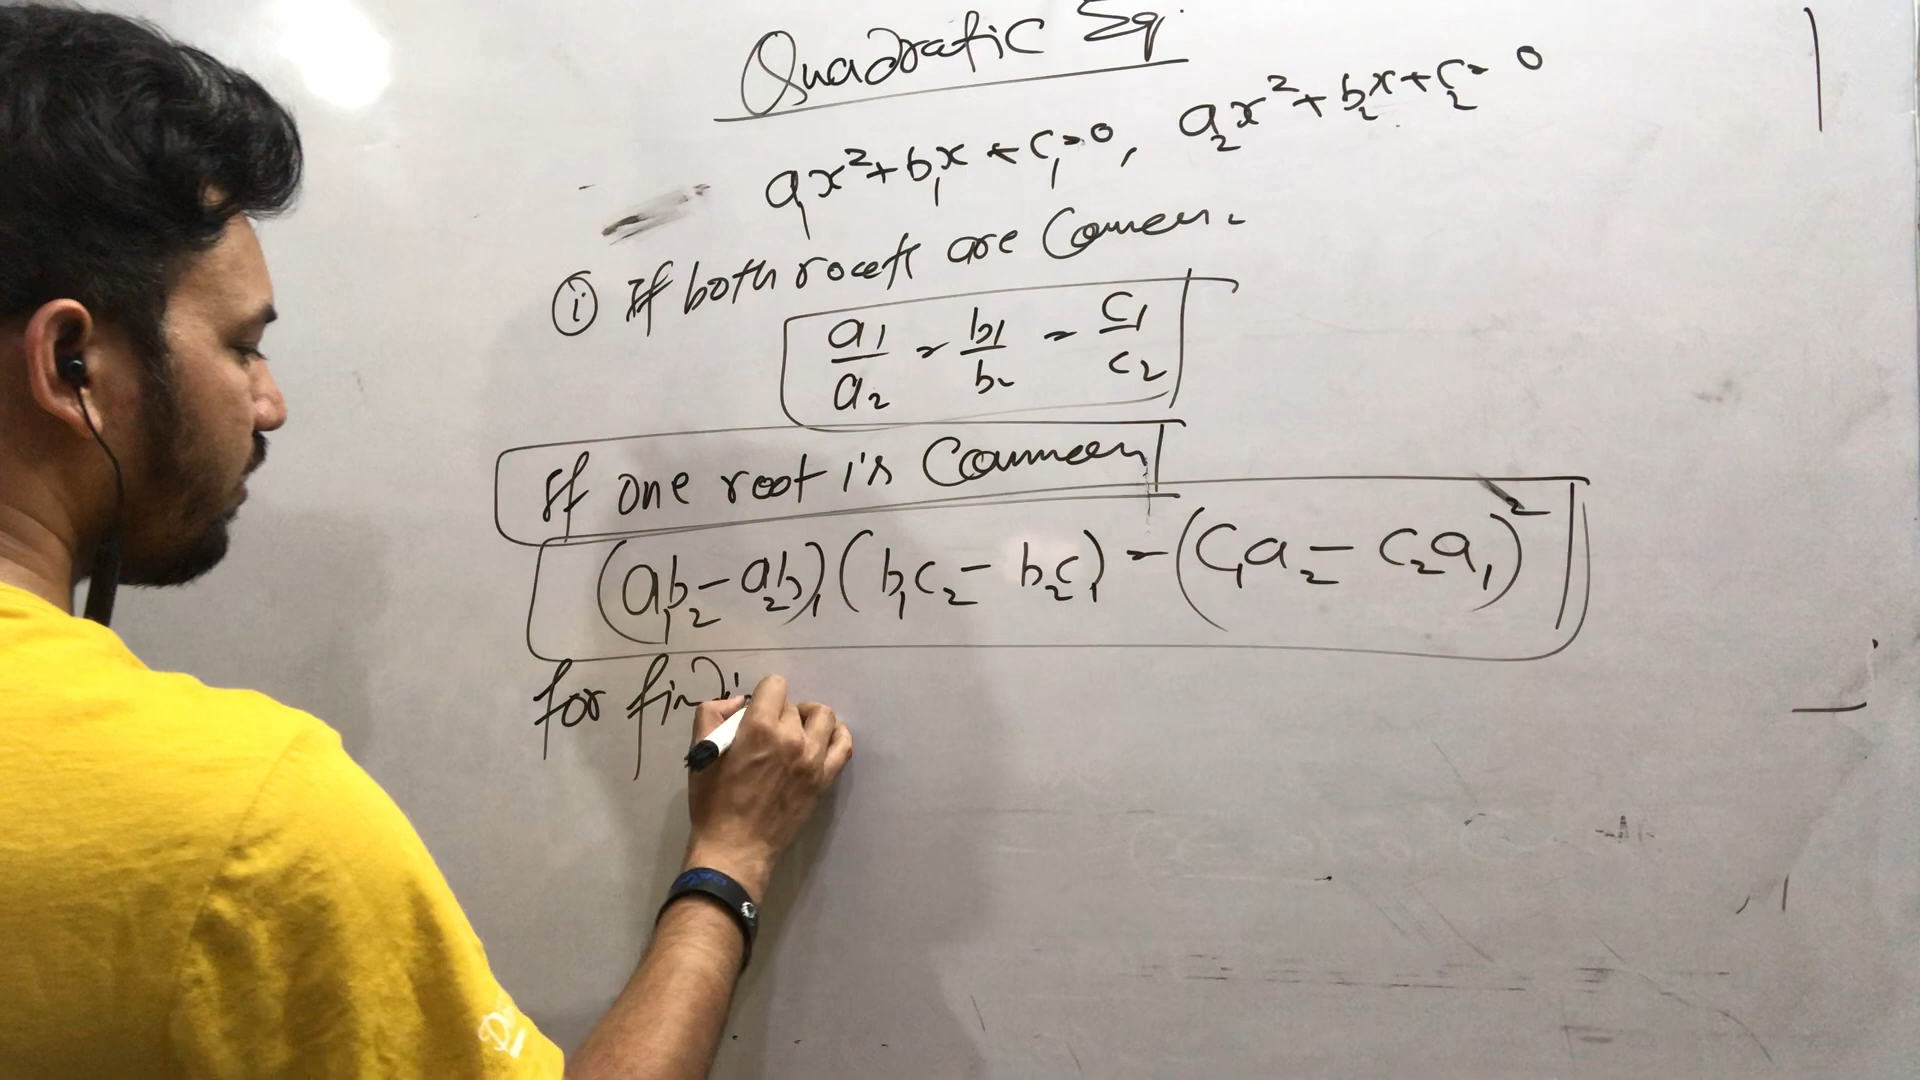 Quadratic Eq.
a₁x²+b₁x+c₁=0, a₂x²+b₂x+c₂=0
① If both roots are Common.
a₁/a₂ = b₁/b₂ = c₁/c₂
If one root is Common
(a₁b₂-a₂b₁)(b₁c₂-b₂c₁)=(c₁a₂-c₂a₁)²
for findi